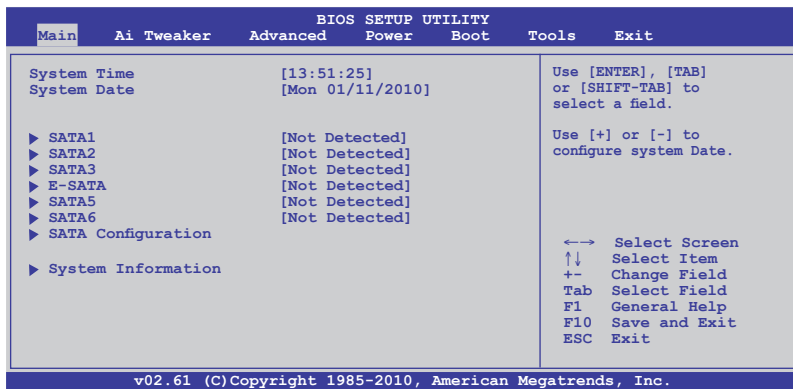 BIOS SETUP UTILITY
Main Ai Tweaker Advanced Power Boot Tools Exit
System Time [13:51:25]
System Date [Mon 01/11/2010]
SATA1 [Not Detected]
SATA2 [Not Detected]
SATA3 [Not Detected]
E-SATA [Not Detected]
SATA5 [Not Detected]
SATA6 [Not Detected]
SATA Configuration
System Information
Use [ENTER], [TAB]
or [SHIFT-TAB] to
select a field.
Use [+] or [-] to
configure system Date.
←→ Select Screen
↑↓ Select Item
+- Change Field
Tab Select Field
F1 General Help
F10 Save and Exit
ESC Exit
v02.61 (C)Copyright 1985-2010, American Megatrends, Inc.